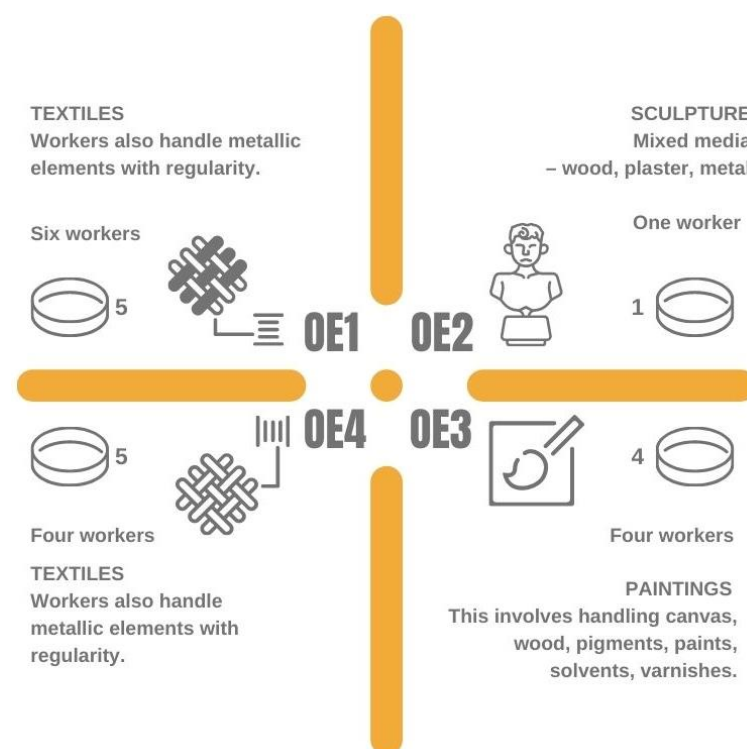 TEXTILES
Workers also handle metallic
elements with regularity.
Six workers
5
OE1
SCULPTURE
Mixed media
– wood, plaster, metal
One worker
1
OE2
OE4
5
Four workers
TEXTILES
Workers also handle
metallic elements with
regularity.
OE3
4
Four workers
PAINTINGS
This involves handling canvas,
wood, pigments, paints,
solvents, varnishes.